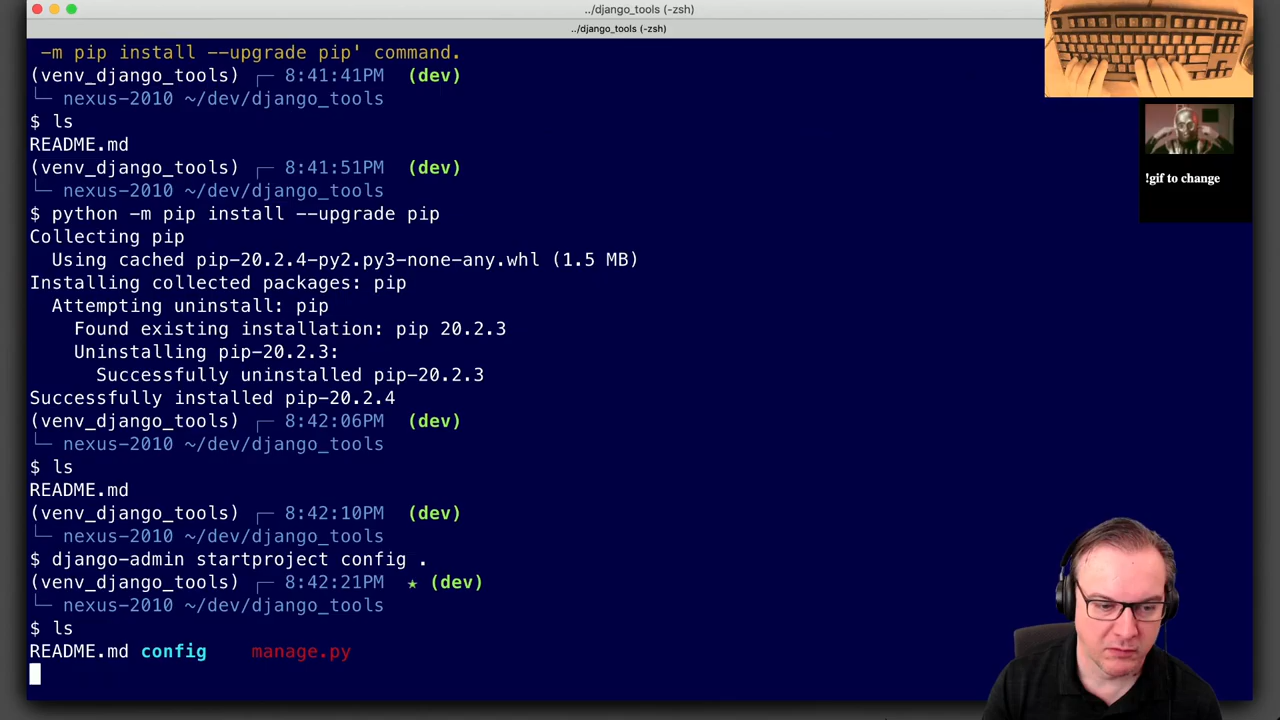 ../django_tools (-zsh)
../django_tools (-zsh)
-m pip install --upgrade pip' command.
(venv_django_tools) ┌─ 8:41:41PM (dev)
└─ nexus-2010 ~/dev/django_tools
$ ls
README.md
(venv_django_tools) ┌─ 8:41:51PM (dev)
└─ nexus-2010 ~/dev/django_tools
$ python -m pip install --upgrade pip
Collecting pip
Using cached pip-20.2.4-py2.py3-none-any.whl (1.5 MB)
Installing collected packages: pip
Attempting uninstall: pip
Found existing installation: pip 20.2.3
Uninstalling pip-20.2.3:
Successfully uninstalled pip-20.2.3
Successfully installed pip-20.2.4
(venv_django_tools) ┌─ 8:42:06PM (dev)
└─ nexus-2010 ~/dev/django_tools
$ ls
README.md
(venv_django_tools) ┌─ 8:42:10PM (dev)
└─ nexus-2010 ~/dev/django_tools
$ django-admin startproject config .
(venv_django_tools) ┌─ 8:42:21PM ★ (dev)
└─ nexus-2010 ~/dev/django_tools
$ ls
README.md config manage.py
!gif to change